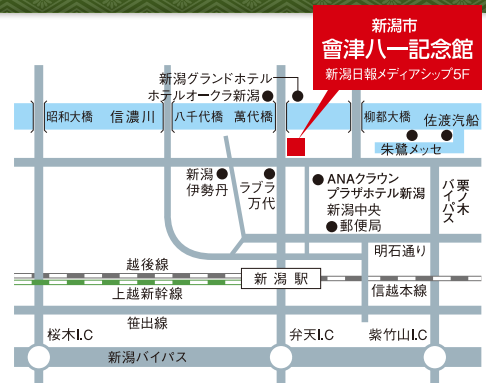 新潟市
會津八一記念館
新潟日報メディアシップ5F
新潟グランドホテル
ホテルオークラ新潟
昭和大橋
信濃川
八千代橋
萬代橋
柳都大橋
佐渡汽船
朱鷺メッセ
新潟
伊勢丹
ラブラ
万代
ANAクラウン
プラザホテル新潟
新潟中央
郵便局
栗ノ木
バイパス
明石通り
越後線
新潟駅
上越新幹線
信越本線
笹出線
桜木I.C
弁天I.C
紫竹山I.C
新潟バイパス